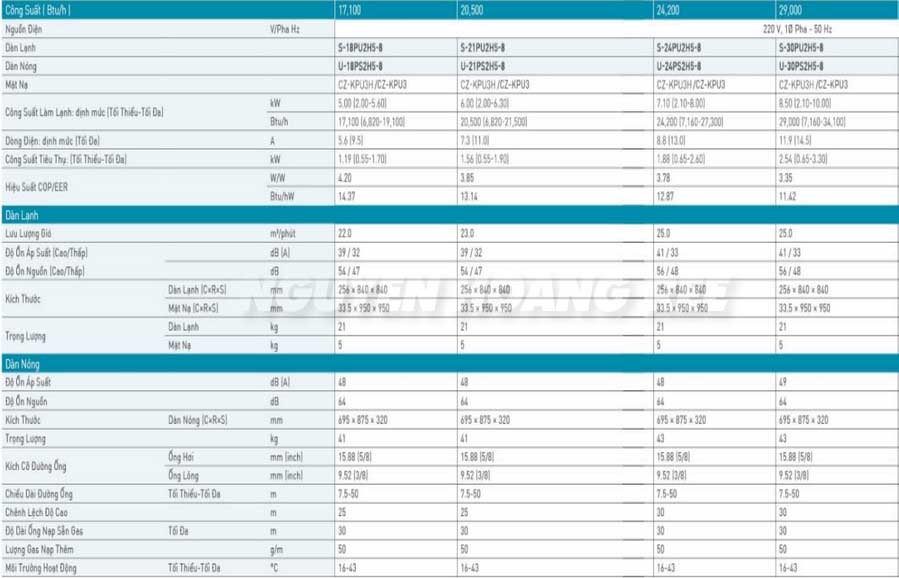 Công Suất ( Btu/h ) 17,100 20,500 24,200 29,000
Nguồn Điện V/Pha Hz 220 V, 1Ø Pha - 50 Hz
Dàn Lạnh S-18PU2H5-8 S-21PU2H5-8 S-24PU2H5-8 S-30PU2H5-8
Dàn Nóng U-18PS2H5-8 U-21PS2H5-8 U-24PS2H5-8 U-30PS2H5-8
Mặt Nạ CZ-KPU3H /CZ-KPU3 CZ-KPU3H /CZ-KPU3 CZ-KPU3H /CZ-KPU3 CZ-KPU3H /CZ-KPU3
Công Suất Làm Lạnh: định mức (Tối Thiểu-Tối Đa) kW 5.00 (2.00-5.60) 6.00 (2.00-6.30) 7.10 (2.10-8.00) 8.50 (2.10-10.00)
Btu/h 17,100 (6,820-19,100) 20,500 (6,820-21,500) 24,200 (7,160-27,300) 29,000 (7,160-34,100)
Dòng Điện: định mức (Tối Đa) A 5.6 (9.5) 7.3 (11.0) 8.8 (13.0) 11.9 (14.5)
Công Suất Tiêu Thụ: (Tối Thiểu-Tối Đa) kW 1.19 (0.55-1.70) 1.56 (0.55-1.90) 1.88 (0.65-2.60) 2.54 (0.65-3.30)
Hiệu Suất COP/EER W/W 4.20 3.85 3.78 3.35
Btu/hW 14.37 13.14 12.87 11.42
Dàn Lạnh
Lưu Lượng Gió m³/phút 22.0 23.0 25.0 25.0
Độ Ồn Áp Suất (Cao/Thấp) dB (A) 39 / 32 39 / 32 41 / 33 41 / 33
Độ Ồn Nguồn (Cao/Thấp) dB 54 / 47 54 / 47 56 / 48 56 / 48
Kích Thước Dàn Lạnh (C×R×S) mm 256 × 840 × 840 256 × 840 × 840 256 × 840 × 840 256 × 840 × 840
Mặt Nạ (C×R×S) mm 33.5 × 950 × 950 33.5 × 950 × 950 33.5 × 950 × 950 33.5 × 950 × 950
Trọng Lượng Dàn Lạnh kg 21 21 21 21
Mặt Nạ kg 5 5 5 5
Dàn Nóng
Độ Ồn Áp Suất dB (A) 48 48 48 49
Độ Ồn Nguồn dB 64 64 64 64
Kích Thước Dàn Nóng (C×R×S) mm 695 × 875 × 320 695 × 875 × 320 695 × 875 × 320 695 × 875 × 320
Trọng Lượng kg 41 41 43 43
Kích Cỡ Đường Ống Ống Hơi mm (inch) 15.88 (5/8) 15.88 (5/8) 15.88 (5/8) 15.88 (5/8)
Ống Lỏng mm (inch) 9.52 (3/8) 9.52 (3/8) 9.52 (3/8) 9.52 (3/8)
Chiều Dài Đường Ống Tối Thiểu-Tối Đa m 7.5-50 7.5-50 7.5-50 7.5-50
Chênh Lệch Độ Cao m 25 25 30 30
Độ Dài Ống Nạp Sẵn Gas Tối Đa m 30 30 30 30
Lượng Gas Nạp Thêm g/m 50 50 50 50
Môi Trường Hoạt Động Tối Thiểu-Tối Đa °C 16-43 16-43 16-43 16-43